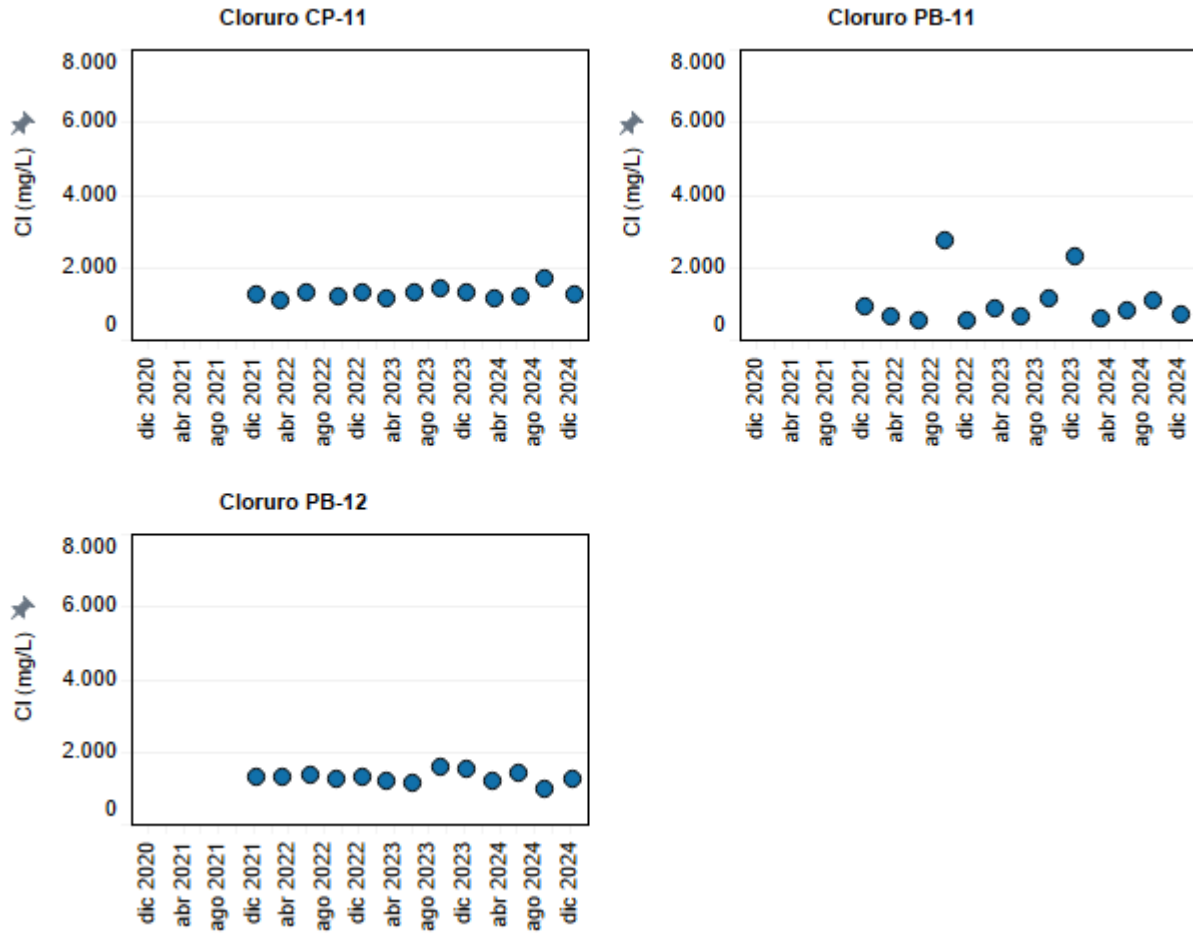 Cloruro CP-11
Cl (mg/L)
8.000
6.000
4.000
2.000
0
dic 2020
abr 2021
ago 2021
dic 2021
abr 2022
ago 2022
dic 2022
abr 2023
ago 2023
dic 2023
abr 2024
ago 2024
dic 2024
Cloruro PB-11
Cl (mg/L)
8.000
6.000
4.000
2.000
0
dic 2020
abr 2021
ago 2021
dic 2021
abr 2022
ago 2022
dic 2022
abr 2023
ago 2023
dic 2023
abr 2024
ago 2024
dic 2024
Cloruro PB-12
Cl (mg/L)
8.000
6.000
4.000
2.000
0
dic 2020
abr 2021
ago 2021
dic 2021
abr 2022
ago 2022
dic 2022
abr 2023
ago 2023
dic 2023
abr 2024
ago 2024
dic 2024